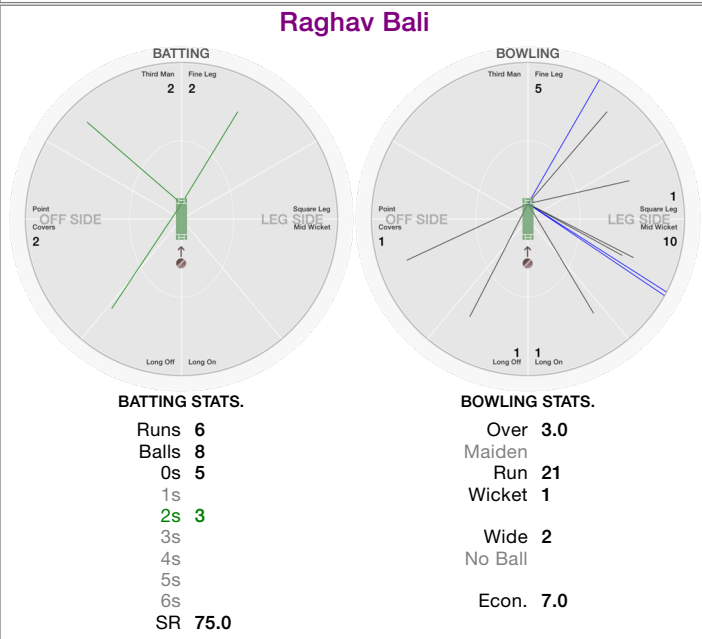 Raghav Bali
BATTING
Third Man
Fine Leg
2
2
Point
OFF SIDE
Covers
2
Square Leg
LEG SIDE
Mid Wicket
Long Off
Long On
BATTING STATS.
Runs 6
Balls 8
0s 5
1s
2s 3
3s
4s
5s
6s
SR 75.0
BOWLING
Third Man
Fine Leg
5
Point
OFF SIDE
Covers
1
1
Square Leg
LEG SIDE
Mid Wicket
10
1
1
Long Off
Long On
BOWLING STATS.
Over 3.0
Maiden
Run 21
Wicket 1
Wide 2
No Ball
Econ. 7.0